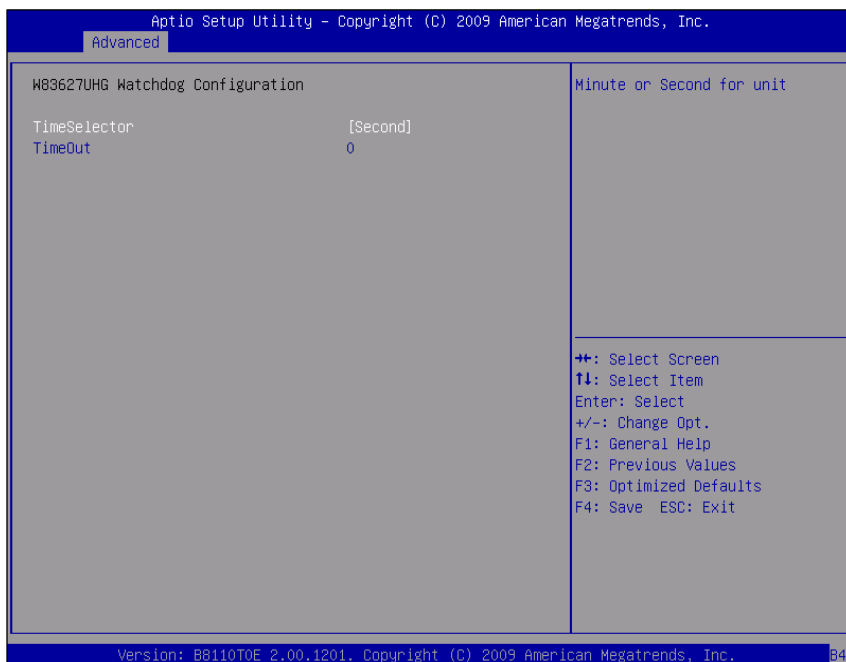 Aptio Setup Utility – Copyright (C) 2009 American Megatrends, Inc.
Advanced
W83627UHG Watchdog Configuration
TimeSelector [Second]
TimeOut 0
Minute or Second for unit
→←: Select Screen
↑↓: Select Item
Enter: Select
+/-: Change Opt.
F1: General Help
F2: Previous Values
F3: Optimized Defaults
F4: Save ESC: Exit
Version: B8110T0E 2.00.1201. Copyright (C) 2009 American Megatrends, Inc.
B4